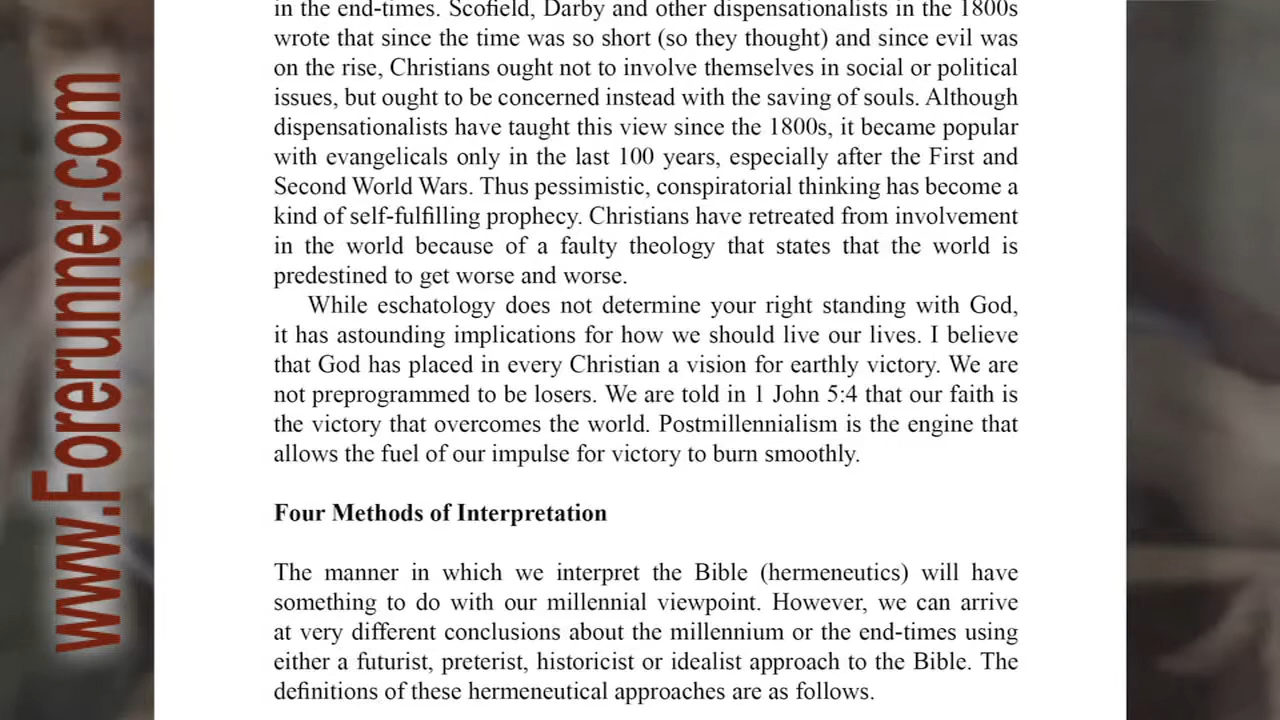 www.Forerunner.com
in the end-times. Scofield, Darby and other dispensationalists in the 1800s
wrote that since the time was so short (so they thought) and since evil was
on the rise, Christians ought not to involve themselves in social or political
issues, but ought to be concerned instead with the saving of souls. Although
dispensationalists have taught this view since the 1800s, it became popular
with evangelicals only in the last 100 years, especially after the First and
Second World Wars. Thus pessimistic, conspiratorial thinking has become a
kind of self-fulfilling prophecy. Christians have retreated from involvement
in the world because of a faulty theology that states that the world is
predestined to get worse and worse.
While eschatology does not determine your right standing with God,
it has astounding implications for how we should live our lives. I believe
that God has placed in every Christian a vision for earthly victory. We are
not preprogrammed to be losers. We are told in 1 John 5:4 that our faith is
the victory that overcomes the world. Postmillennialism is the engine that
allows the fuel of our impulse for victory to burn smoothly.
Four Methods of Interpretation
The manner in which we interpret the Bible (hermeneutics) will have
something to do with our millennial viewpoint. However, we can arrive
at very different conclusions about the millennium or the end-times using
either a futurist, preterist, historicist or idealist approach to the Bible. The
definitions of these hermeneutical approaches are as follows.